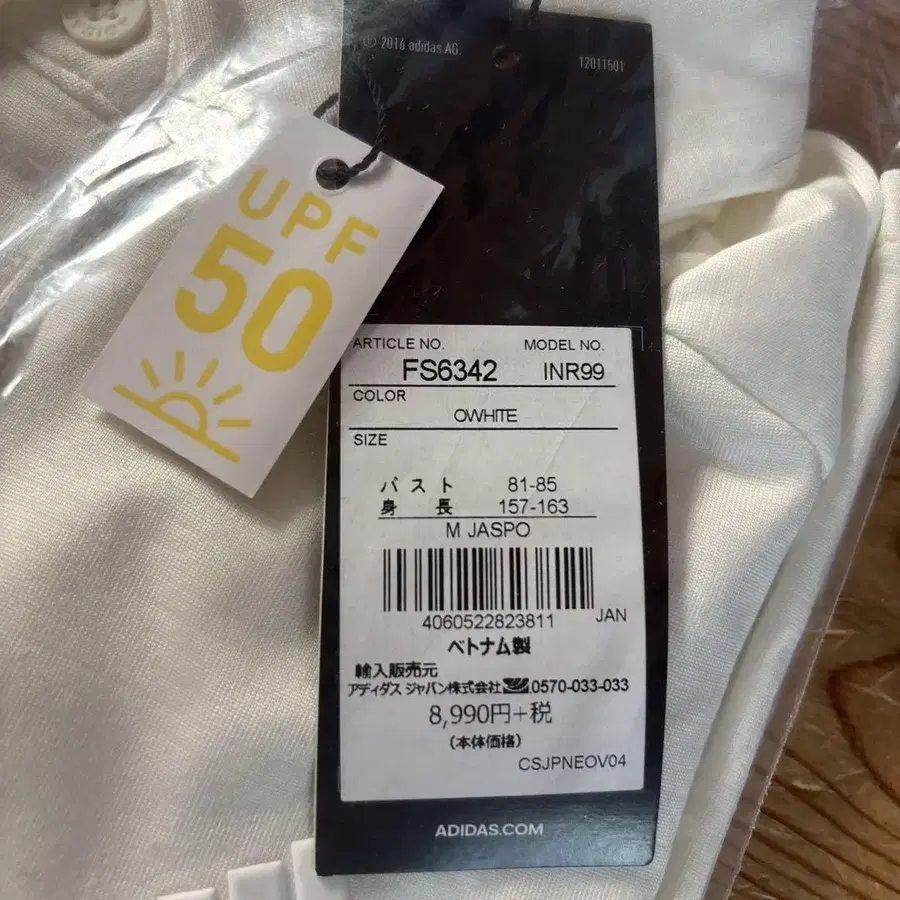 © 2016 adidas AG.
12011501
UPF
50
ARTICLE NO. MODEL NO.
FS6342 INR99
COLOR
OWHITE
SIZE
バスト 81-85
身長 157-163
M JASPO
4060522823811 JAN
ベトナム製
輸入販売元
アディダス ジャパン株式会社 0570-033-033
8,990円+税
(本体価格)
CSJPNEOV04
ADIDAS.COM